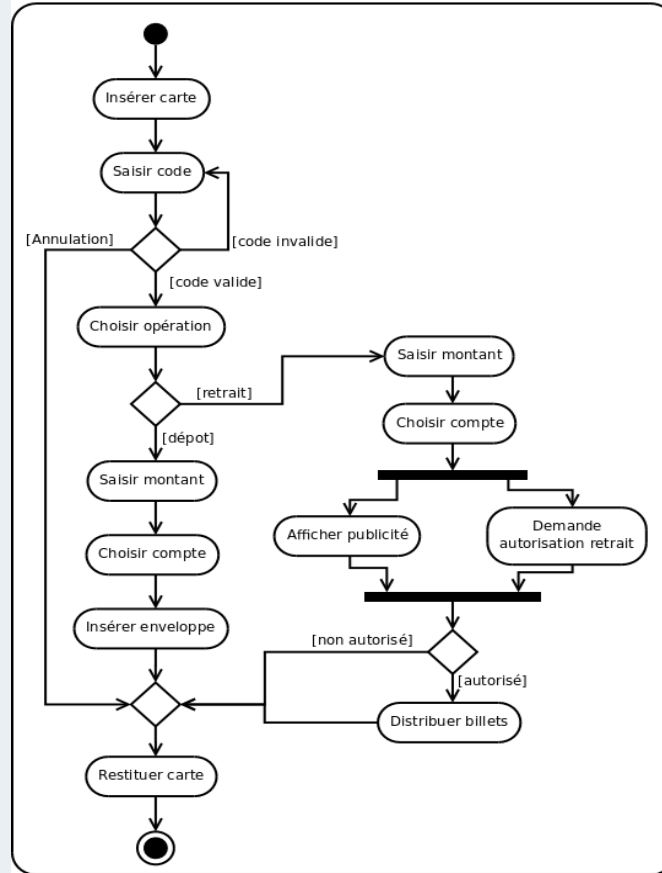 Insérer carte
Saisir code
[Annulation]
[code invalide]
[code valide]
Choisir opération
[retrait]
[dépot]
Saisir montant
Choisir compte
Insérer enveloppe
Saisir montant
Choisir compte
Afficher publicité
Demande
autorisation retrait
[non autorisé]
[autorisé]
Distribuer billets
Restituer carte